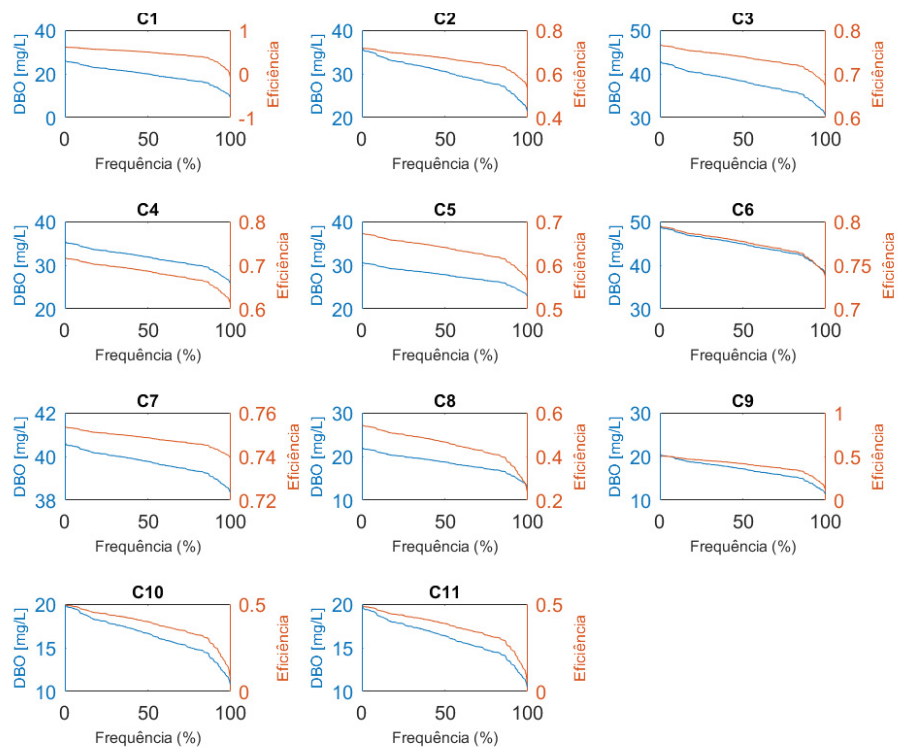 C1
DBO [mg/L]
40
20
0
1
0
-1
Eficiência
0 50 100
Frequência (%)
C2
DBO [mg/L]
40
30
20
0.8
0.6
0.4
Eficiência
0 50 100
Frequência (%)
C3
DBO [mg/L]
50
40
30
0.8
0.7
0.6
Eficiência
0 50 100
Frequência (%)
C4
DBO [mg/L]
40
30
20
0.8
0.7
0.6
Eficiência
0 50 100
Frequência (%)
C5
DBO [mg/L]
40
30
20
0.7
0.6
0.5
Eficiência
0 50 100
Frequência (%)
C6
DBO [mg/L]
50
40
30
0.8
0.75
0.7
Eficiência
0 50 100
Frequência (%)
C7
DBO [mg/L]
42
40
38
0.76
0.74
0.72
Eficiência
0 50 100
Frequência (%)
C8
DBO [mg/L]
30
20
10
0.6
0.4
0.2
Eficiência
0 50 100
Frequência (%)
C9
DBO [mg/L]
30
20
10
1
0.5
0
Eficiência
0 50 100
Frequência (%)
C10
DBO [mg/L]
20
15
10
0.5
0
Eficiência
0 50 100
Frequência (%)
C11
DBO [mg/L]
20
15
10
0.5
0
Eficiência
0 50 100
Frequência (%)